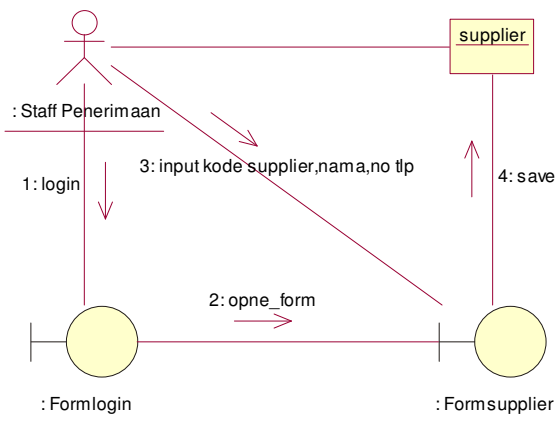 supplier
: Staff Penerimaan
3: input kode supplier,nama,no tlp
1: login
4: save
2: opne_form
: Formlogin
: Formsupplier